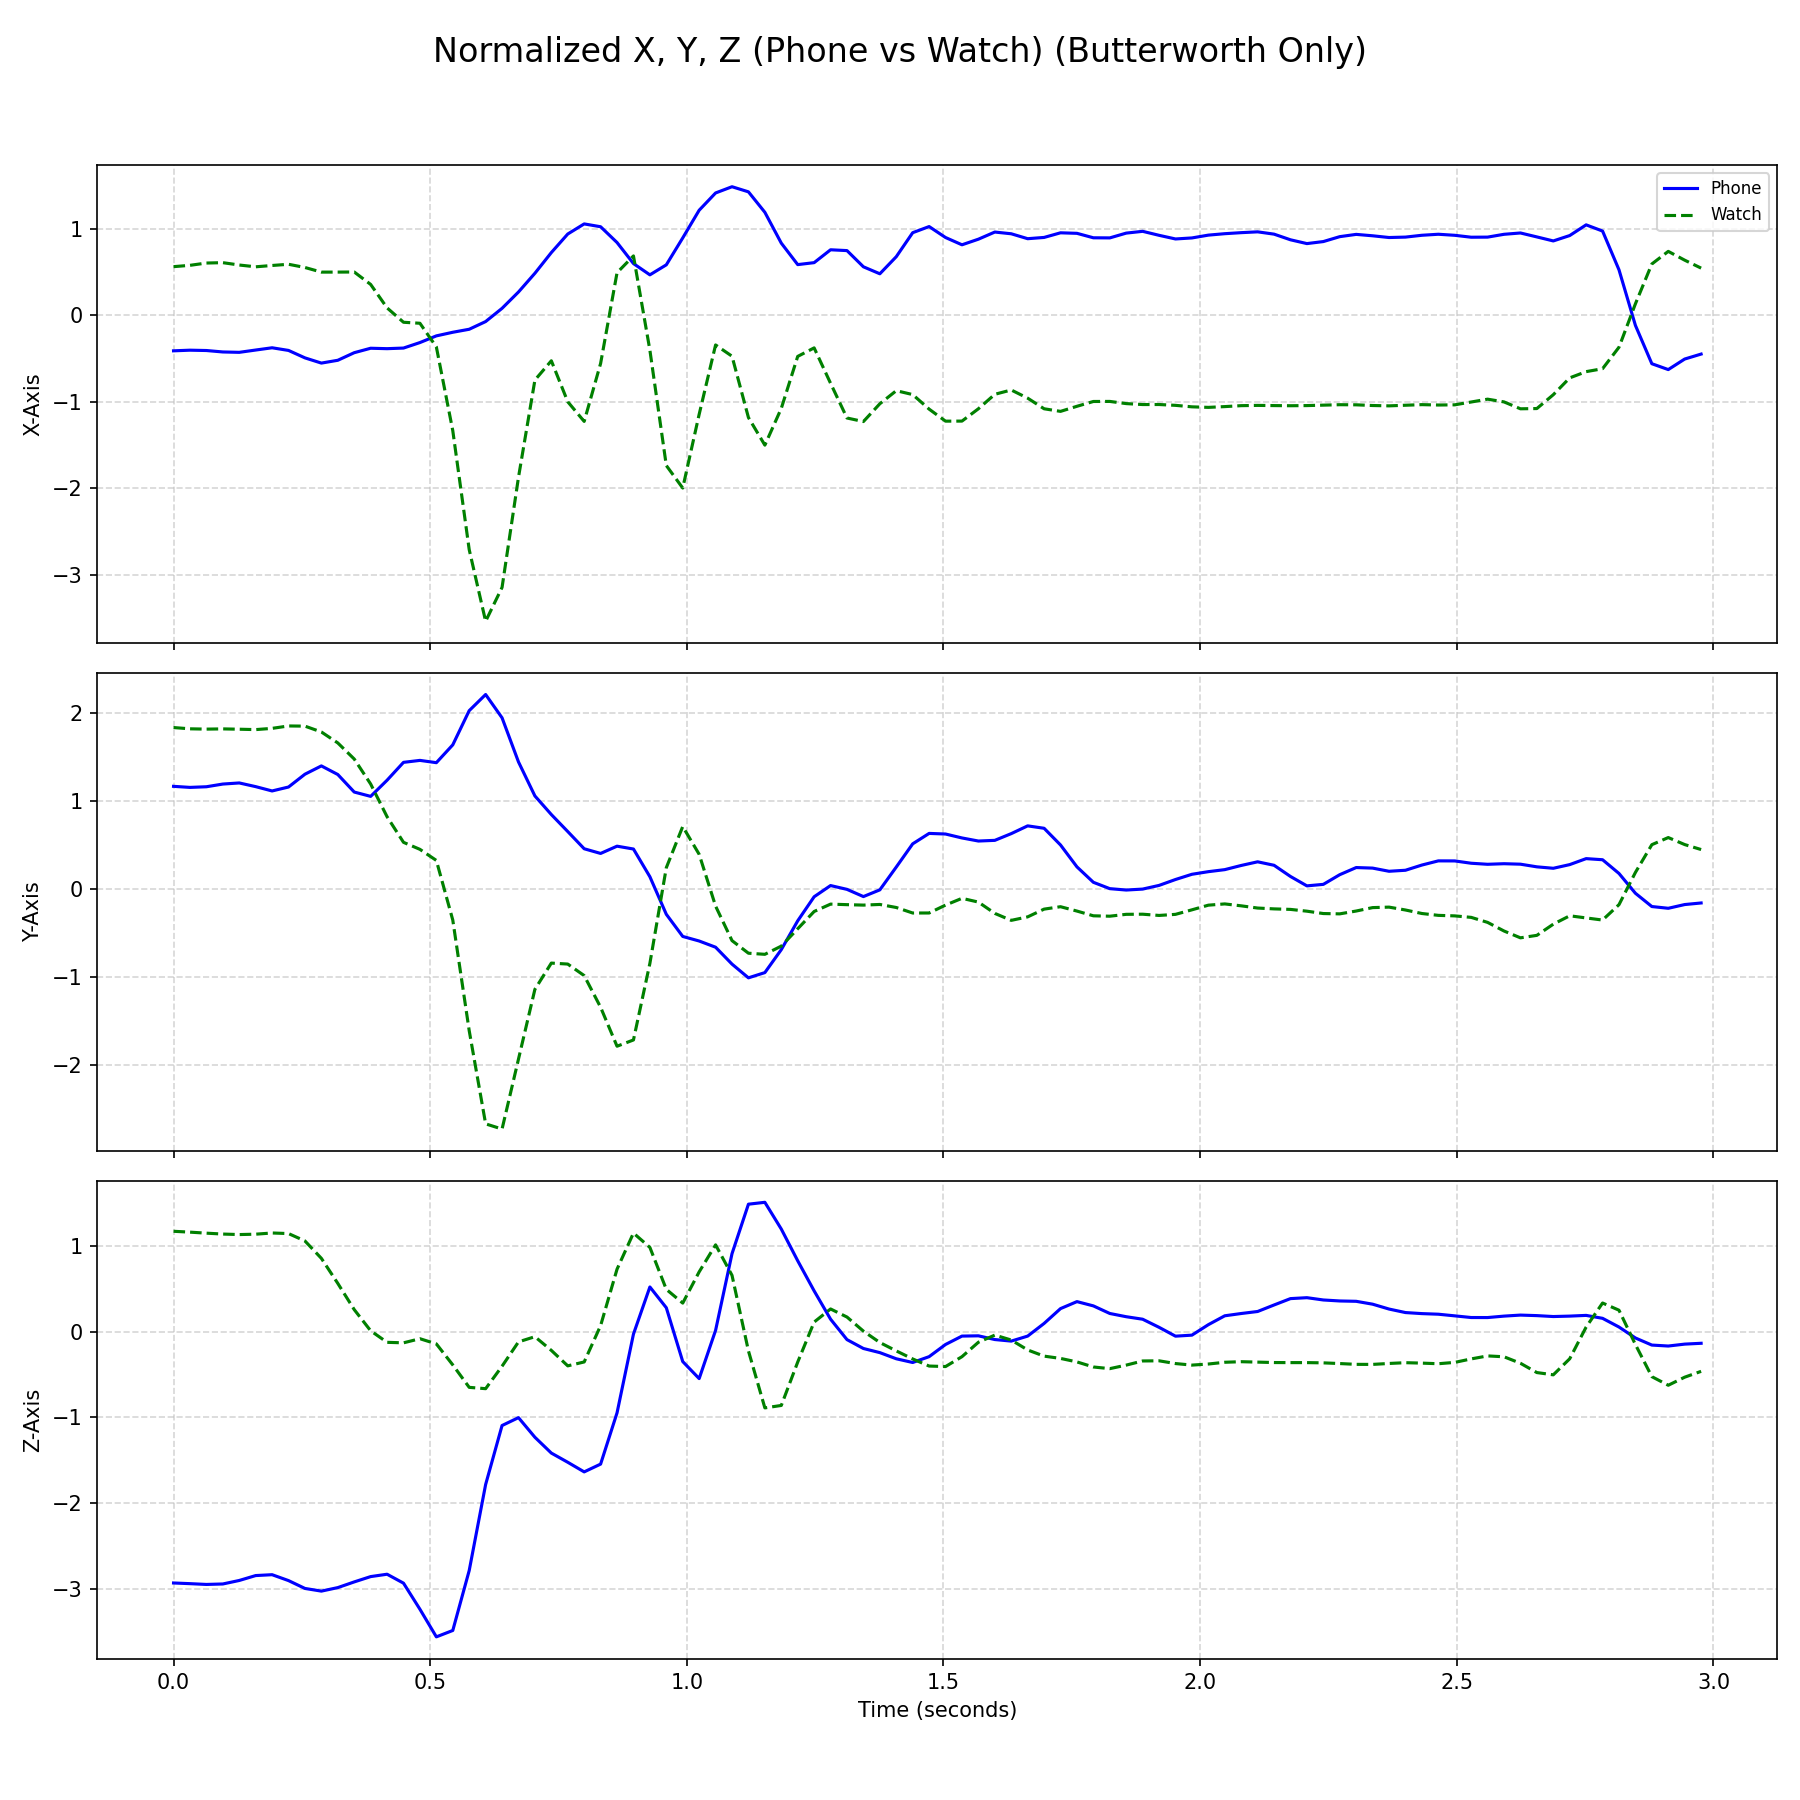 Normalized X, Y, Z (Phone vs Watch) (Butterworth Only)
Phone
Watch
1
0
−1
−2
−3
X-Axis
2
1
0
−1
−2
Y-Axis
1
0
−1
−2
−3
Z-Axis
0.0 0.5 1.0 1.5 2.0 2.5 3.0
Time (seconds)